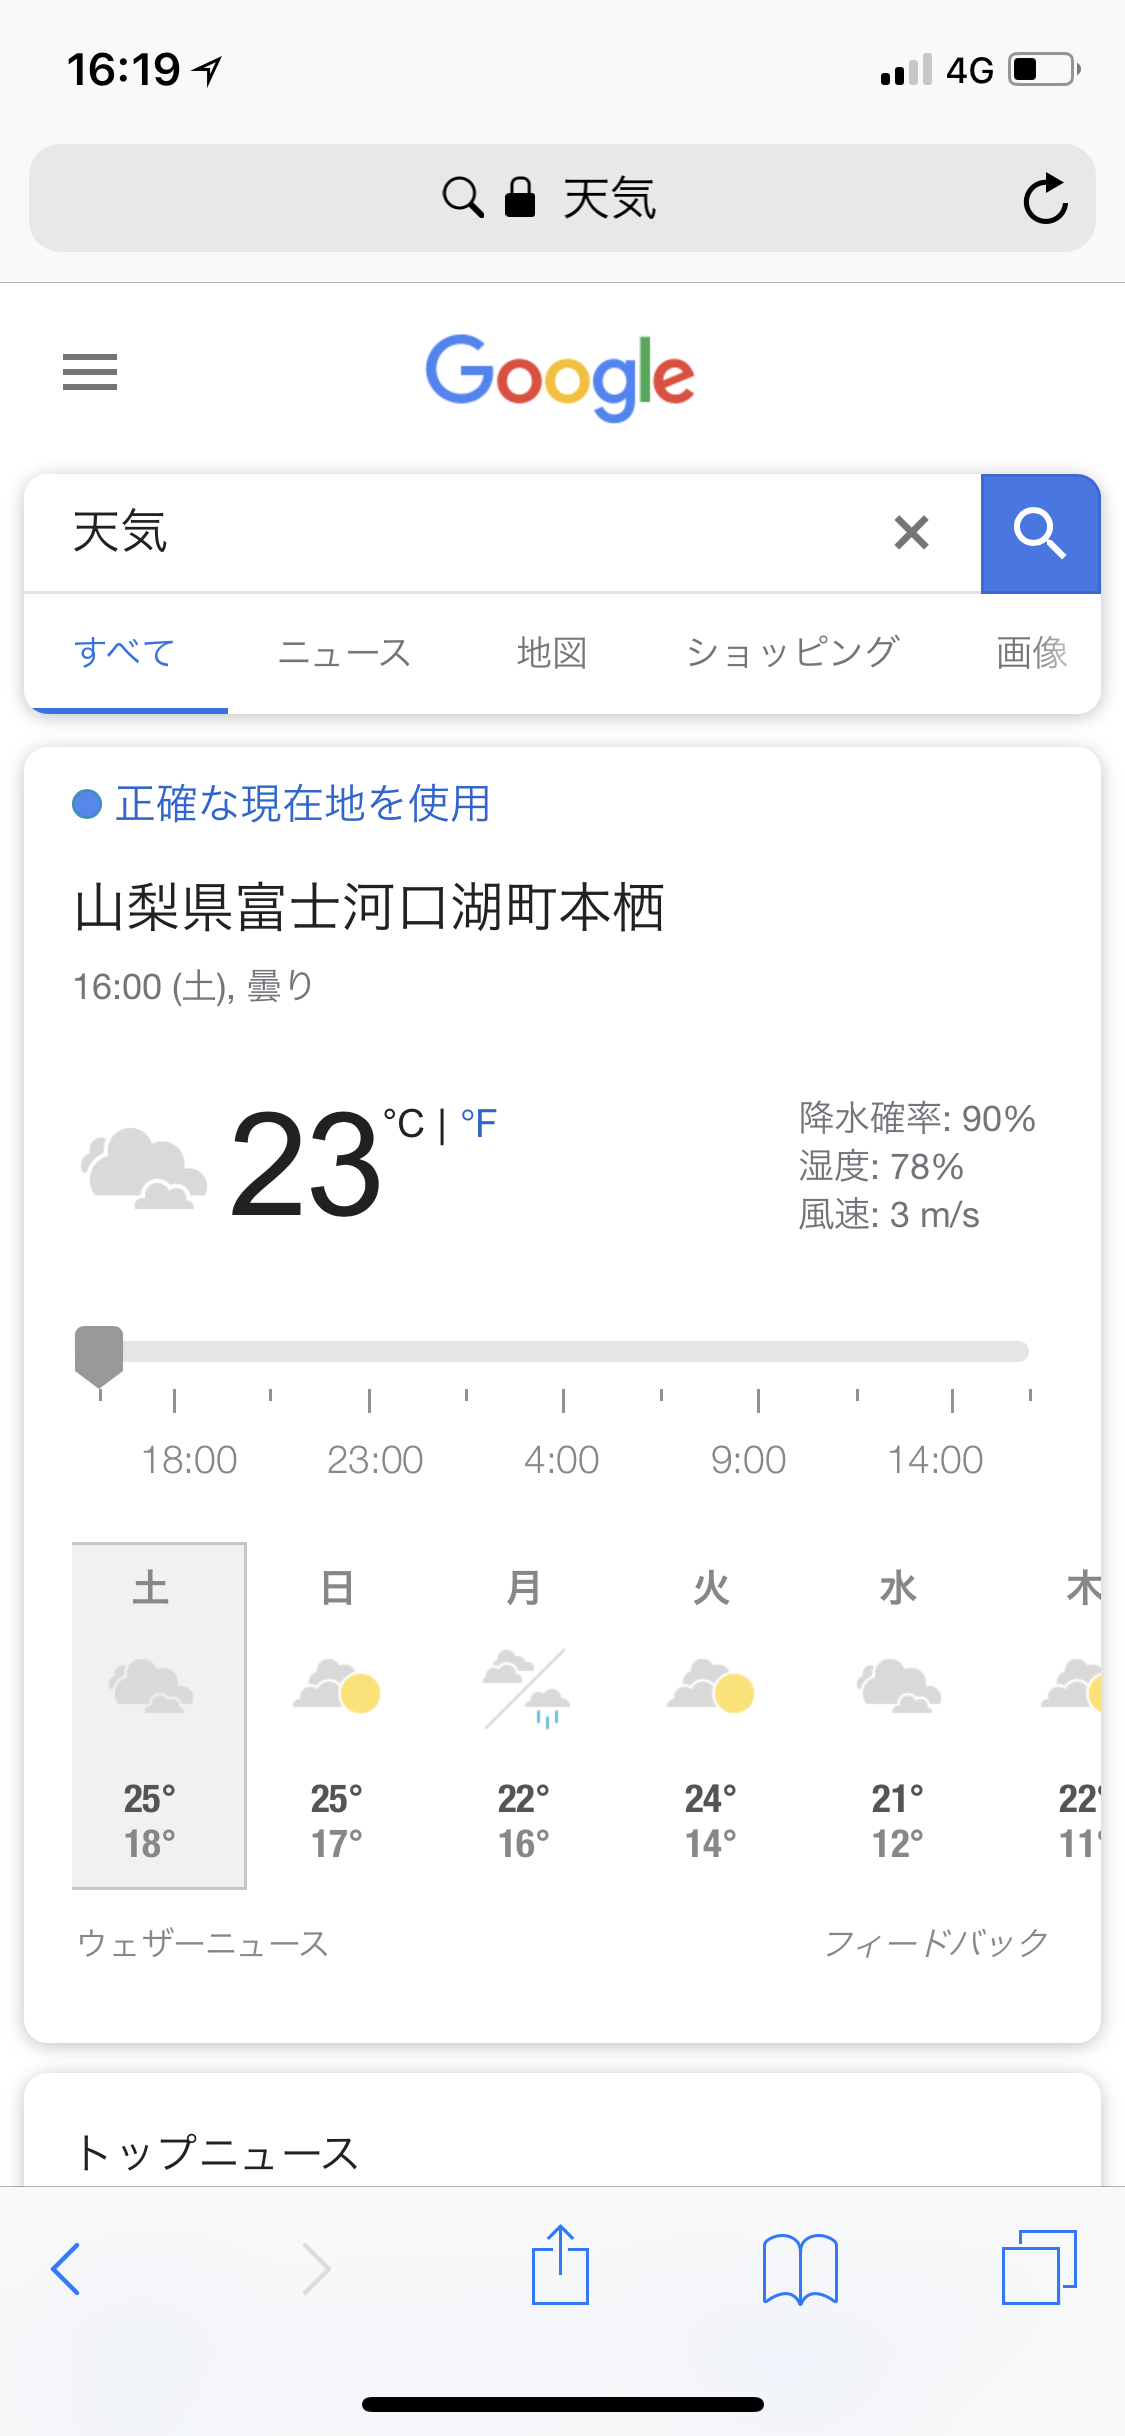 16:19 4G
天気
Google
天気
すべて ニュース 地図 ショッピング 画像
正確な現在地を使用
山梨県富士河口湖町本栖
16:00 (土), 曇り
23 °C | °F
降水確率: 90%
湿度: 78%
風速: 3 m/s
18:00 23:00 4:00 9:00 14:00
土 日 月 火 水 木
25° 25° 22° 24° 21° 22°
18° 17° 16° 14° 12° 11°
ウェザーニュース フィードバック
トップニュース